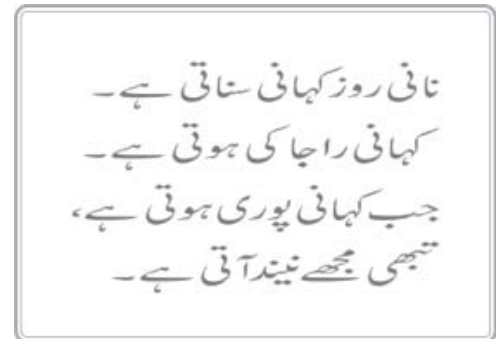 نانی روز کہانی سناتی ہے۔
کہانی راجا کی ہوتی ہے۔
جب کہانی پوری ہوتی ہے،
تبھی مجھے نیند آتی ہے۔